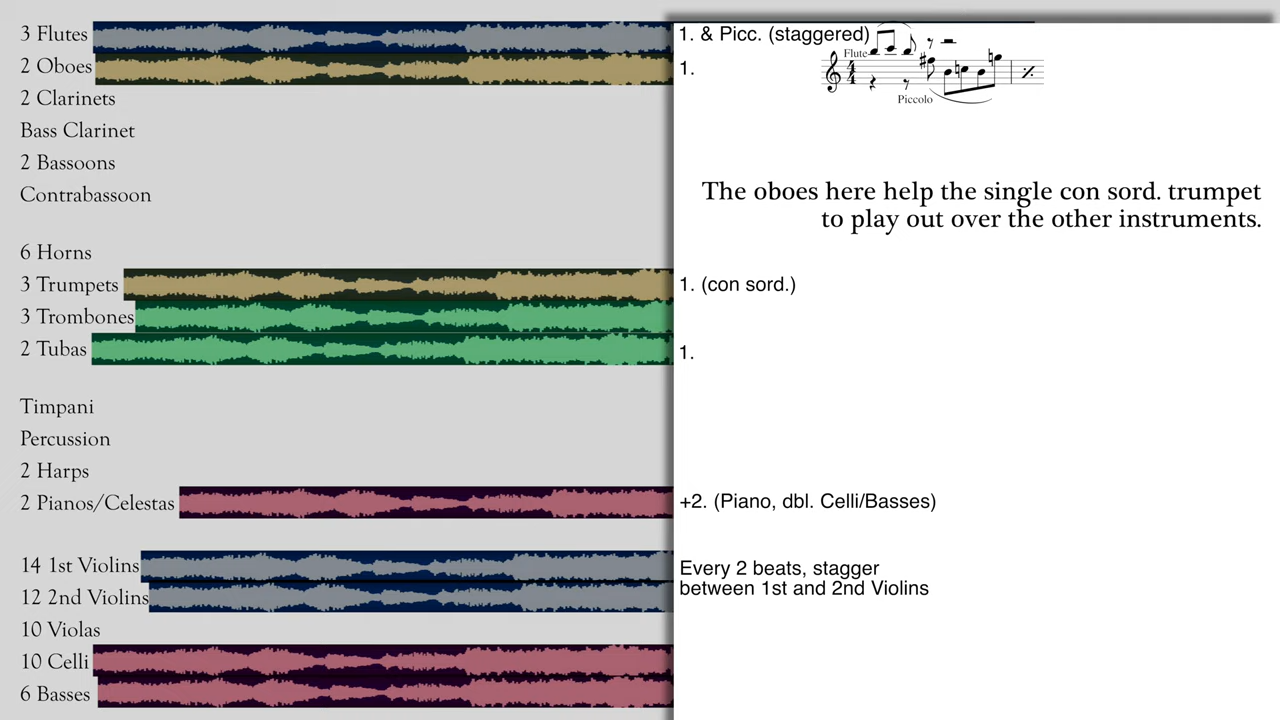 3 Flutes
1. & Picc. (staggered)
Flute
2 Oboes
1.
4
4
Piccolo
2 Clarinets
Bass Clarinet
2 Bassoons
Contrabassoon
The oboes here help the single con sord. trumpet
to play out over the other instruments.
6 Horns
3 Trumpets
1. (con sord.)
3 Trombones
2 Tubas
1.
Timpani
Percussion
2 Harps
2 Pianos/Celestas
+2. (Piano, dbl. Celli/Basses)
14 1st Violins
Every 2 beats, stagger
between 1st and 2nd Violins
12 2nd Violins
10 Violas
10 Celli
6 Basses